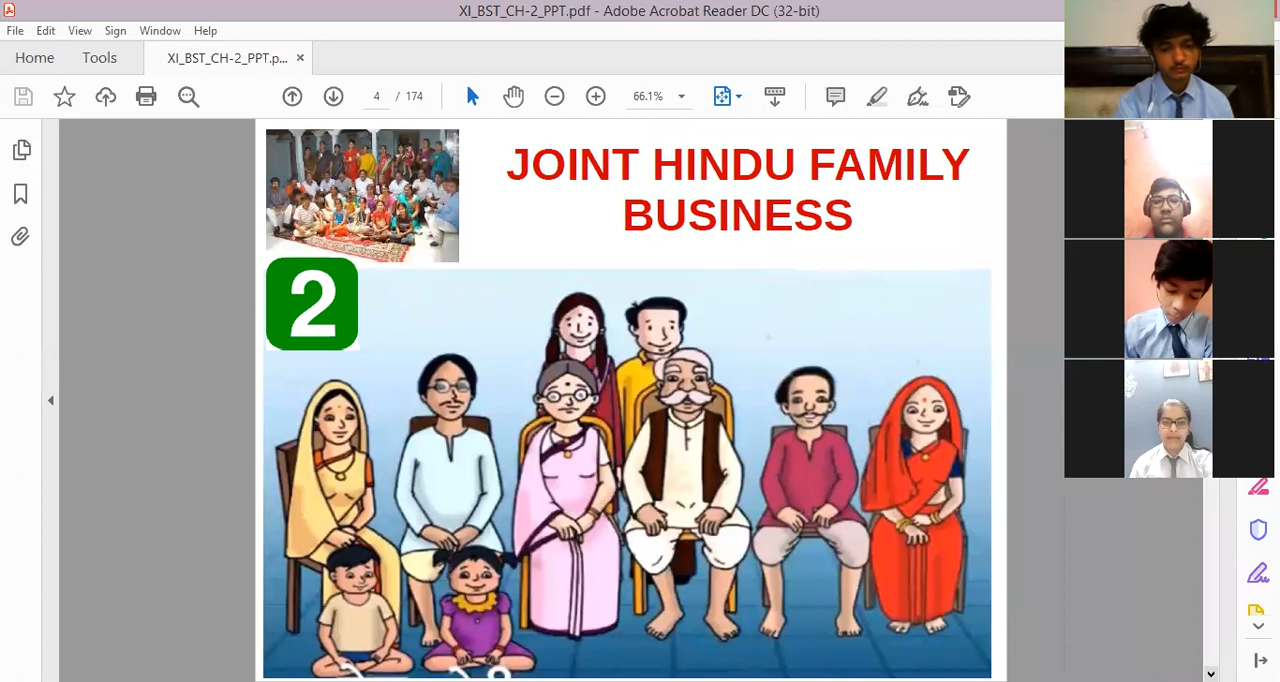 XI_BST_CH-2_PPT.pdf - Adobe Acrobat Reader DC (32-bit)
File Edit View Sign Window Help
Home Tools XI_BST_CH-2_PPT.p... ×
4 / 174 66.1%
JOINT HINDU FAMILY
BUSINESS
2